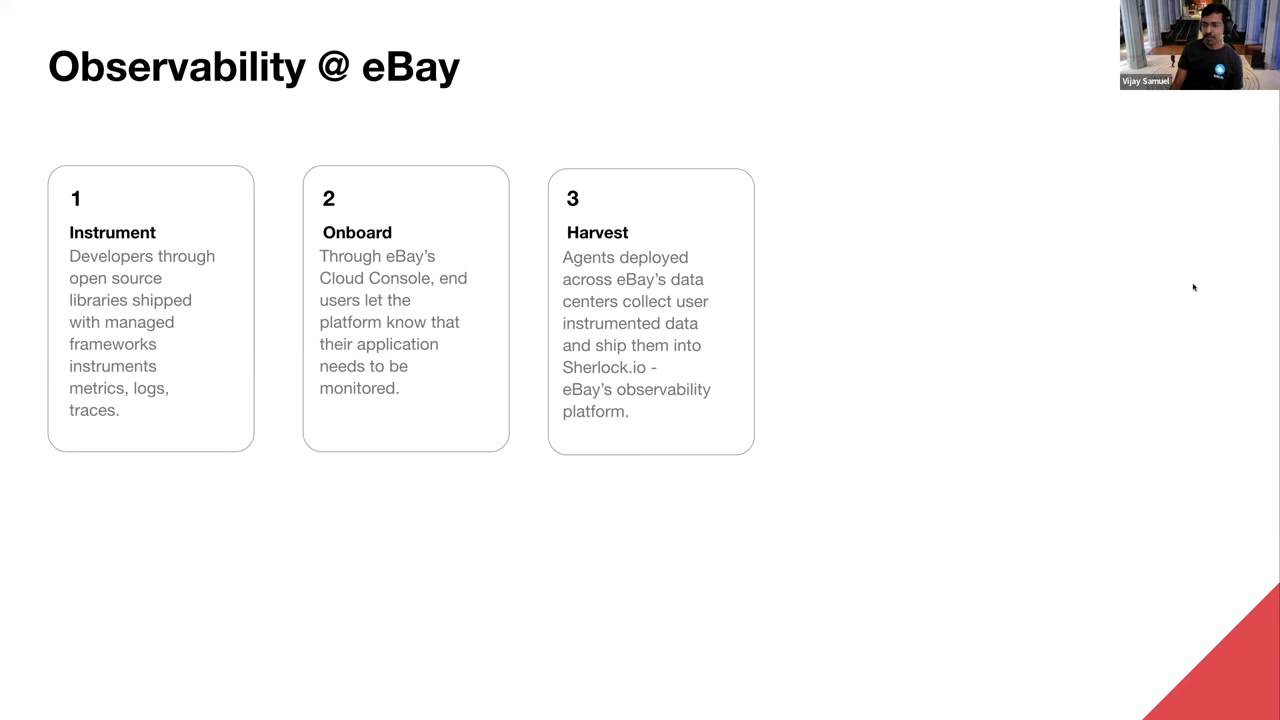 Observability @ eBay
Vijay Samuel
1
Instrument
Developers through
open source
libraries shipped
with managed
frameworks
instruments
metrics, logs,
traces.
2
Onboard
Through eBay’s
Cloud Console, end
users let the
platform know that
their application
needs to be
monitored.
3
Harvest
Agents deployed
across eBay’s data
centers collect user
instrumented data
and ship them into
Sherlock.io -
eBay’s observability
platform.